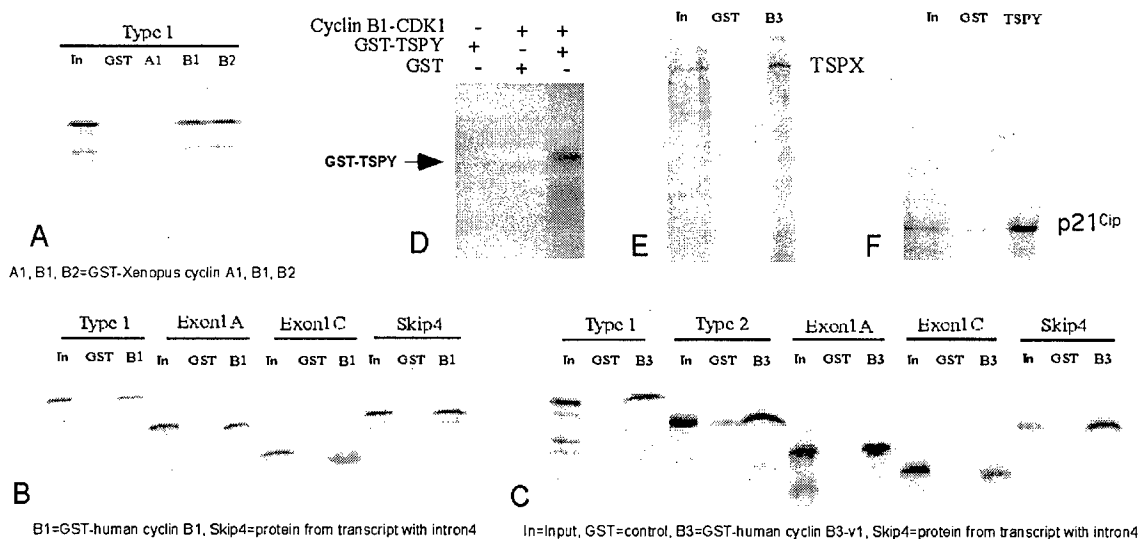 Type 1
In GST A1 B1 B2
A
A1, B1, B2=GST-Xenopus cyclin A1, B1, B2
Cyclin B1-CDK1 - + +
GST-TSPY + - +
GST - + -
GST-TSPY
D
In GST B3
TSPX
E
In GST TSPY
p21Cip
F
Type 1 Exon1A Exon1C Skip4
In GST B1 In GST B1 In GST B1 In GST B1
B
B1=GST-human cyclin B1, Skip4=protein from transcript with intron4
Type 1 Type 2 Exon1A Exon1C Skip4
In GST B3 In GST B3 In GST B3 In GST B3 In GST B3
C
In=Input, GST=control, B3=GST-human cyclin B3-v1, Skip4=protein from transcript with intron4